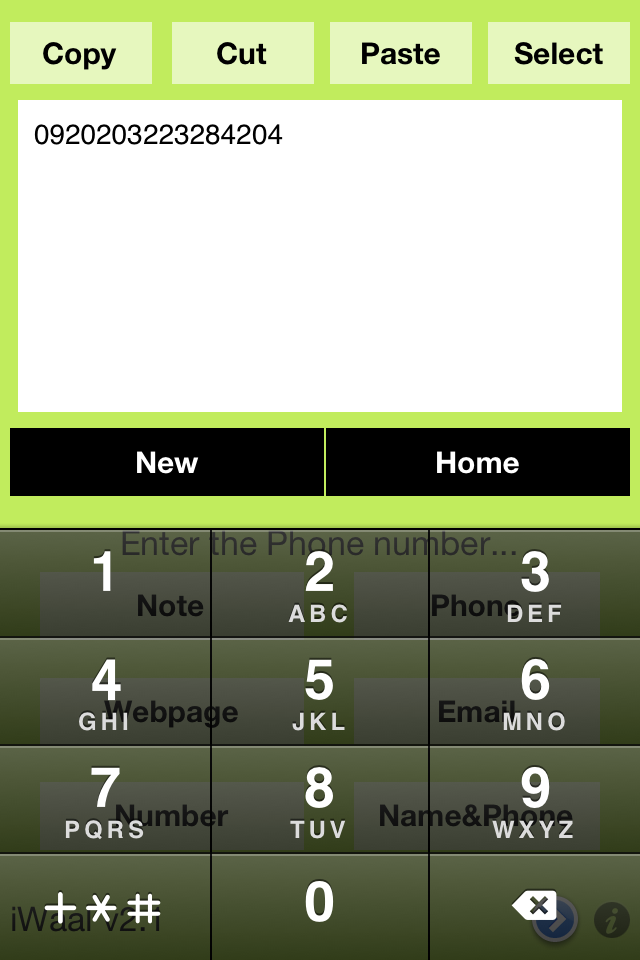 Copy Cut Paste Select
0920203223284204
New Home
Enter the Phone number...
1 2 3
ABC DEF
Note Phone
4 5 6
GHI JKL MNO
Webpage Email
7 8 9
PQRS TUV WXYZ
Number Name&Phone
+*# 0
iWaal v2.1